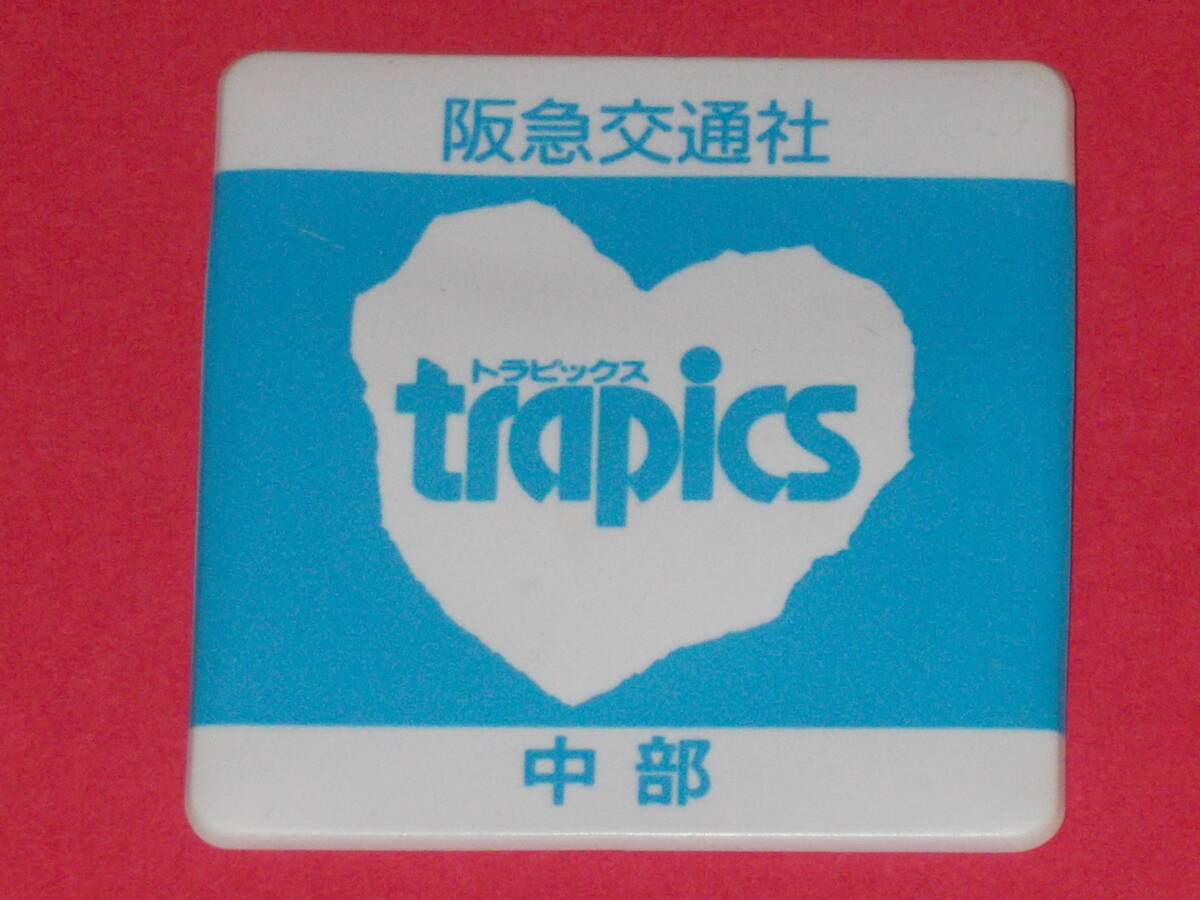 阪急交通社
トラピックス
trapics
中部